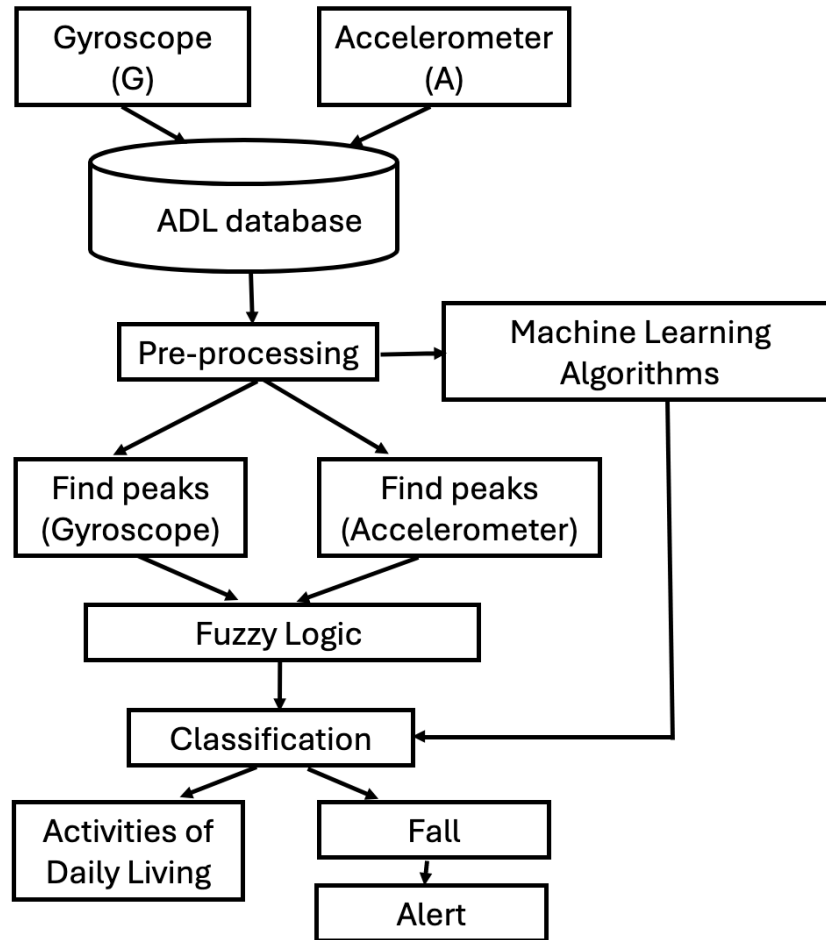 Gyroscope
(G)
Accelerometer
(A)
ADL database
Pre-processing
Machine Learning
Algorithms
Find peaks
(Gyroscope)
Find peaks
(Accelerometer)
Fuzzy Logic
Classification
Activities of
Daily Living
Fall
Alert